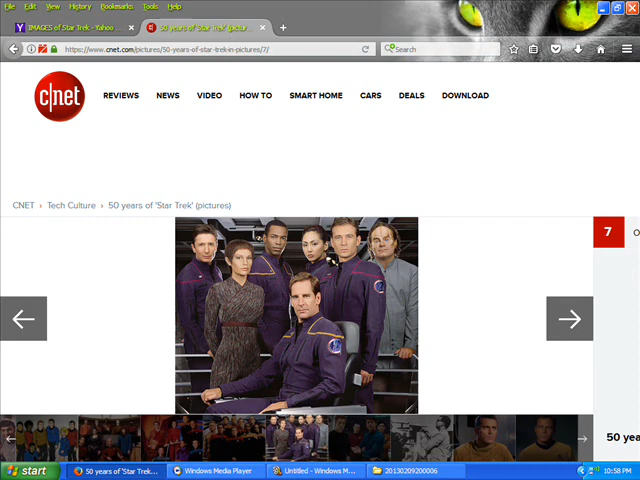 File Edit View History Bookmarks Tools Help
IMAGES of Star Trek - Yahoo ...
50 years of 'Star Trek' (pictur...
https://www.cnet.com/pictures/50-years-of-star-trek-in-pictures/7/
Search
c|net
REVIEWS NEWS VIDEO HOW TO SMART HOME CARS DEALS DOWNLOAD
CNET › Tech Culture › 50 years of 'Star Trek' (pictures)
7 O
50 yea
start
50 years of 'Star Trek'...
Windows Media Player
Untitled - Windows M...
20130209200006
10:58 PM